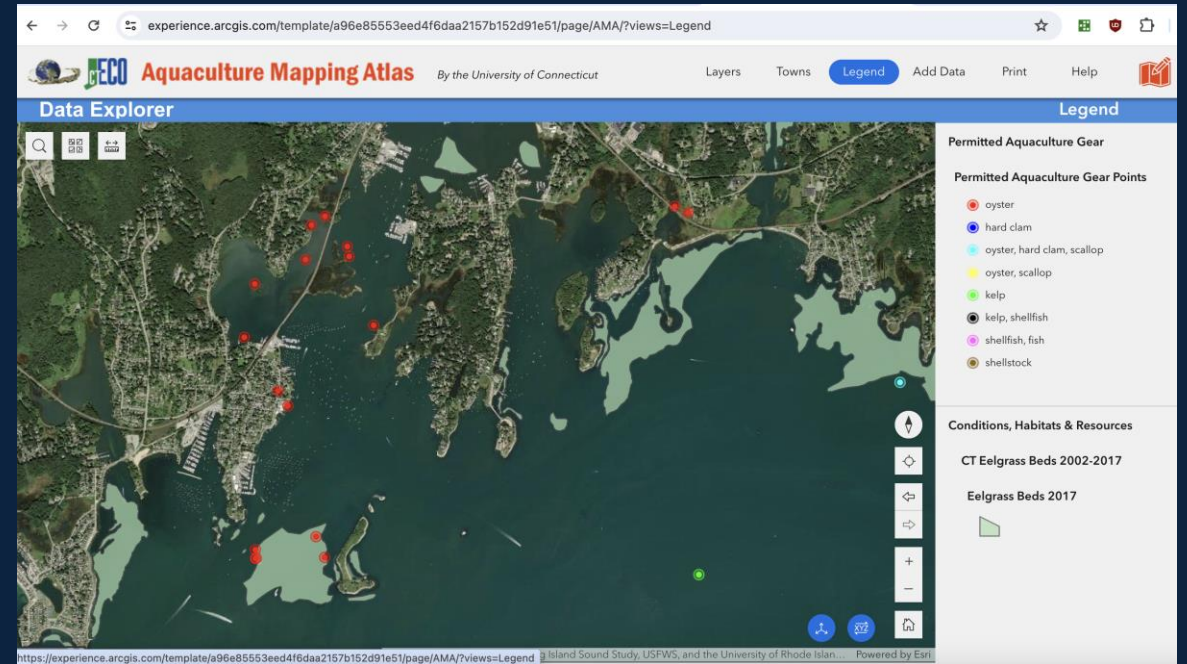 experience.arcgis.com/template/a96e85553eed4f6daa2157b152d91e51/page/AMA/?views=Legend
CT ECO Aquaculture Mapping Atlas By the University of Connecticut Layers Towns Legend Add Data Print Help
Data Explorer Legend
Permitted Aquaculture Gear
Permitted Aquaculture Gear Points
oyster
hard clam
oyster, hard clam, scallop
oyster, scallop
kelp
kelp, shellfish
shellfish, fish
shellstock
Conditions, Habitats & Resources
CT Eelgrass Beds 2002-2017
Eelgrass Beds 2017
XYZ
https://experience.arcgis.com/template/a96e85553eed4f6daa2157b152d91e51/page/AMA/?views=Legend g Island Sound Study, USFWS, and the University of Rhode Islan... Powered by Esri